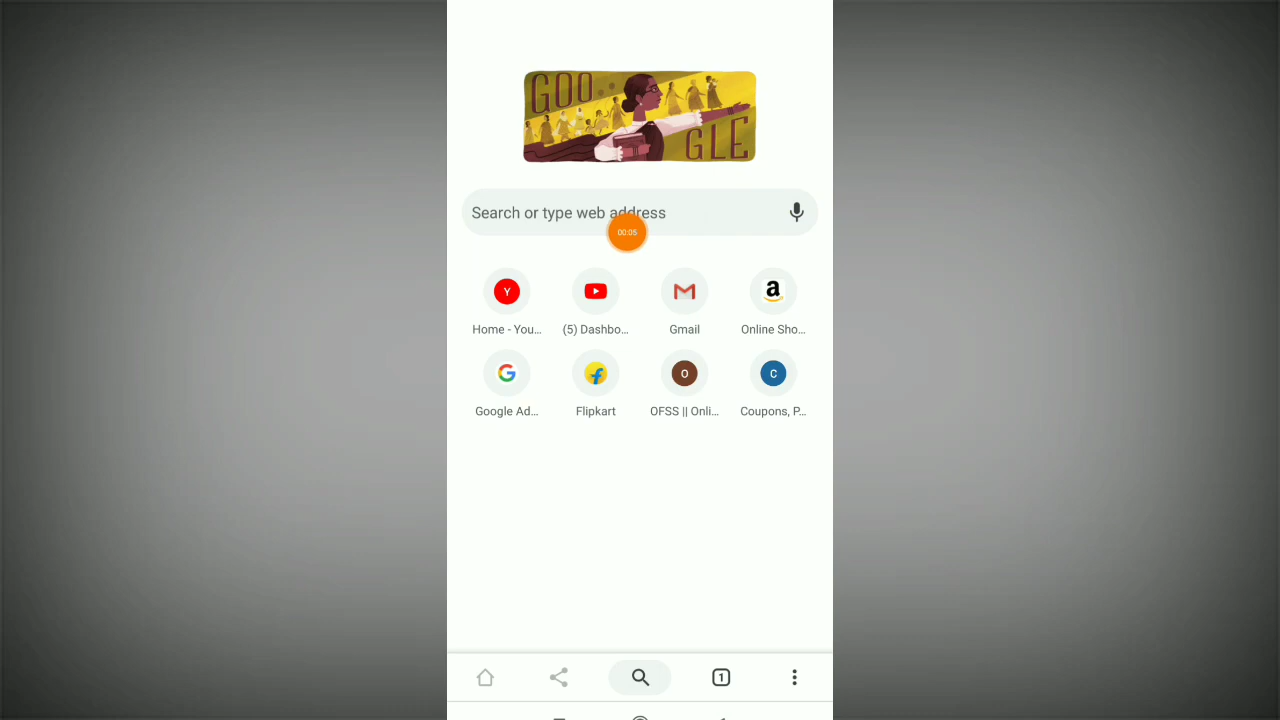 GOO
GLE
Search or type web address
00:05
Y
a
Home - You...
(5) Dashbo...
Gmail
Online Sho...
G
f
O
C
Google Ad...
Flipkart
OFSS || Onli...
Coupons, P...
1